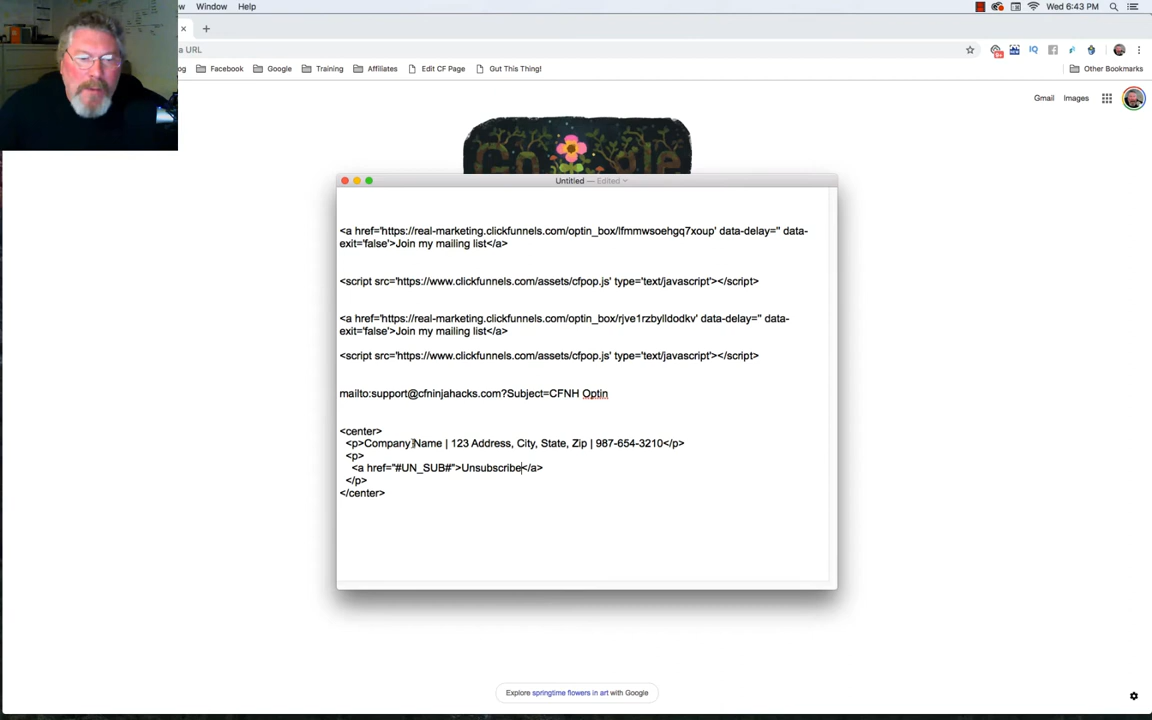 Window Help
Wed 6:43 PM
a URL
og Facebook Google Training Affiliates Edit CF Page Gut This Thing! Other Bookmarks
Gmail Images
Google
Untitled — Edited
<a href='https://real-marketing.clickfunnels.com/optin_box/lfmmwsoehgq7xoup' data-delay='' data-
exit='false'>Join my mailing list</a>
<script src='https://www.clickfunnels.com/assets/cfpop.js' type='text/javascript'></script>
<a href='https://real-marketing.clickfunnels.com/optin_box/rjve1rzbylldodkv' data-delay='' data-
exit='false'>Join my mailing list</a>
<script src='https://www.clickfunnels.com/assets/cfpop.js' type='text/javascript'></script>
mailto:support@cfninjahacks.com?Subject=CFNH Optin
<center>
<p>Company Name | 123 Address, City, State, Zip | 987-654-3210</p>
<p>
<a href="#UN_SUB#">Unsubscribe</a>
</p>
</center>
Explore springtime flowers in art with Google